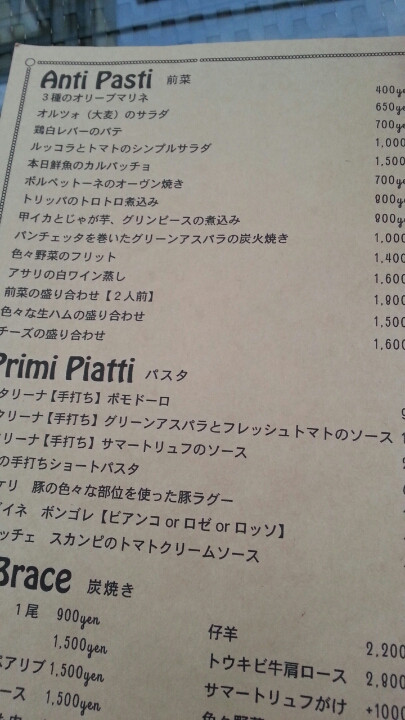 Anti Pasti 前菜
3種のオリーブマリネ 400ye
オルツォ（大麦）のサラダ 650ye
鶏白レバーのパテ 700ye
ルッコラとトマトのシンプルサラダ 1,000
本日鮮魚のカルパッチョ 1,500
ポルペットーネのオーヴン焼き 700ye
トリッパのトロトロ煮込み 900ye
甲イカとじゃが芋、グリンピースの煮込み 900ye
パンチェッタを巻いたグリーンアスパラの炭火焼き 1,000
色々野菜のフリット 1,400
アサリの白ワイン蒸し 1,600
前菜の盛り合わせ【2人前】 1,900
色々な生ハムの盛り合わせ 1,500
チーズの盛り合わせ 1,600
Primi Piatti パスタ
タリーナ【手打ち】ポモドーロ
タリーナ【手打ち】グリーンアスパラとフレッシュトマトのソース
リーナ【手打ち】サマートリュフのソース
の手打ちショートパスタ
ケリ 豚の色々な部位を使った豚ラグー
イネ ボンゴレ【ビアンコ or ロゼ or ロッソ】
ッチェ スカンピのトマトクリームソース
Brace 炭焼き
1尾 900yen
1,500yen
ペアリブ 1,500yen
ース 1,500yen
仔羊 2,200
トウキビ牛肩ロース 2,800
サマートリュフがけ +1000